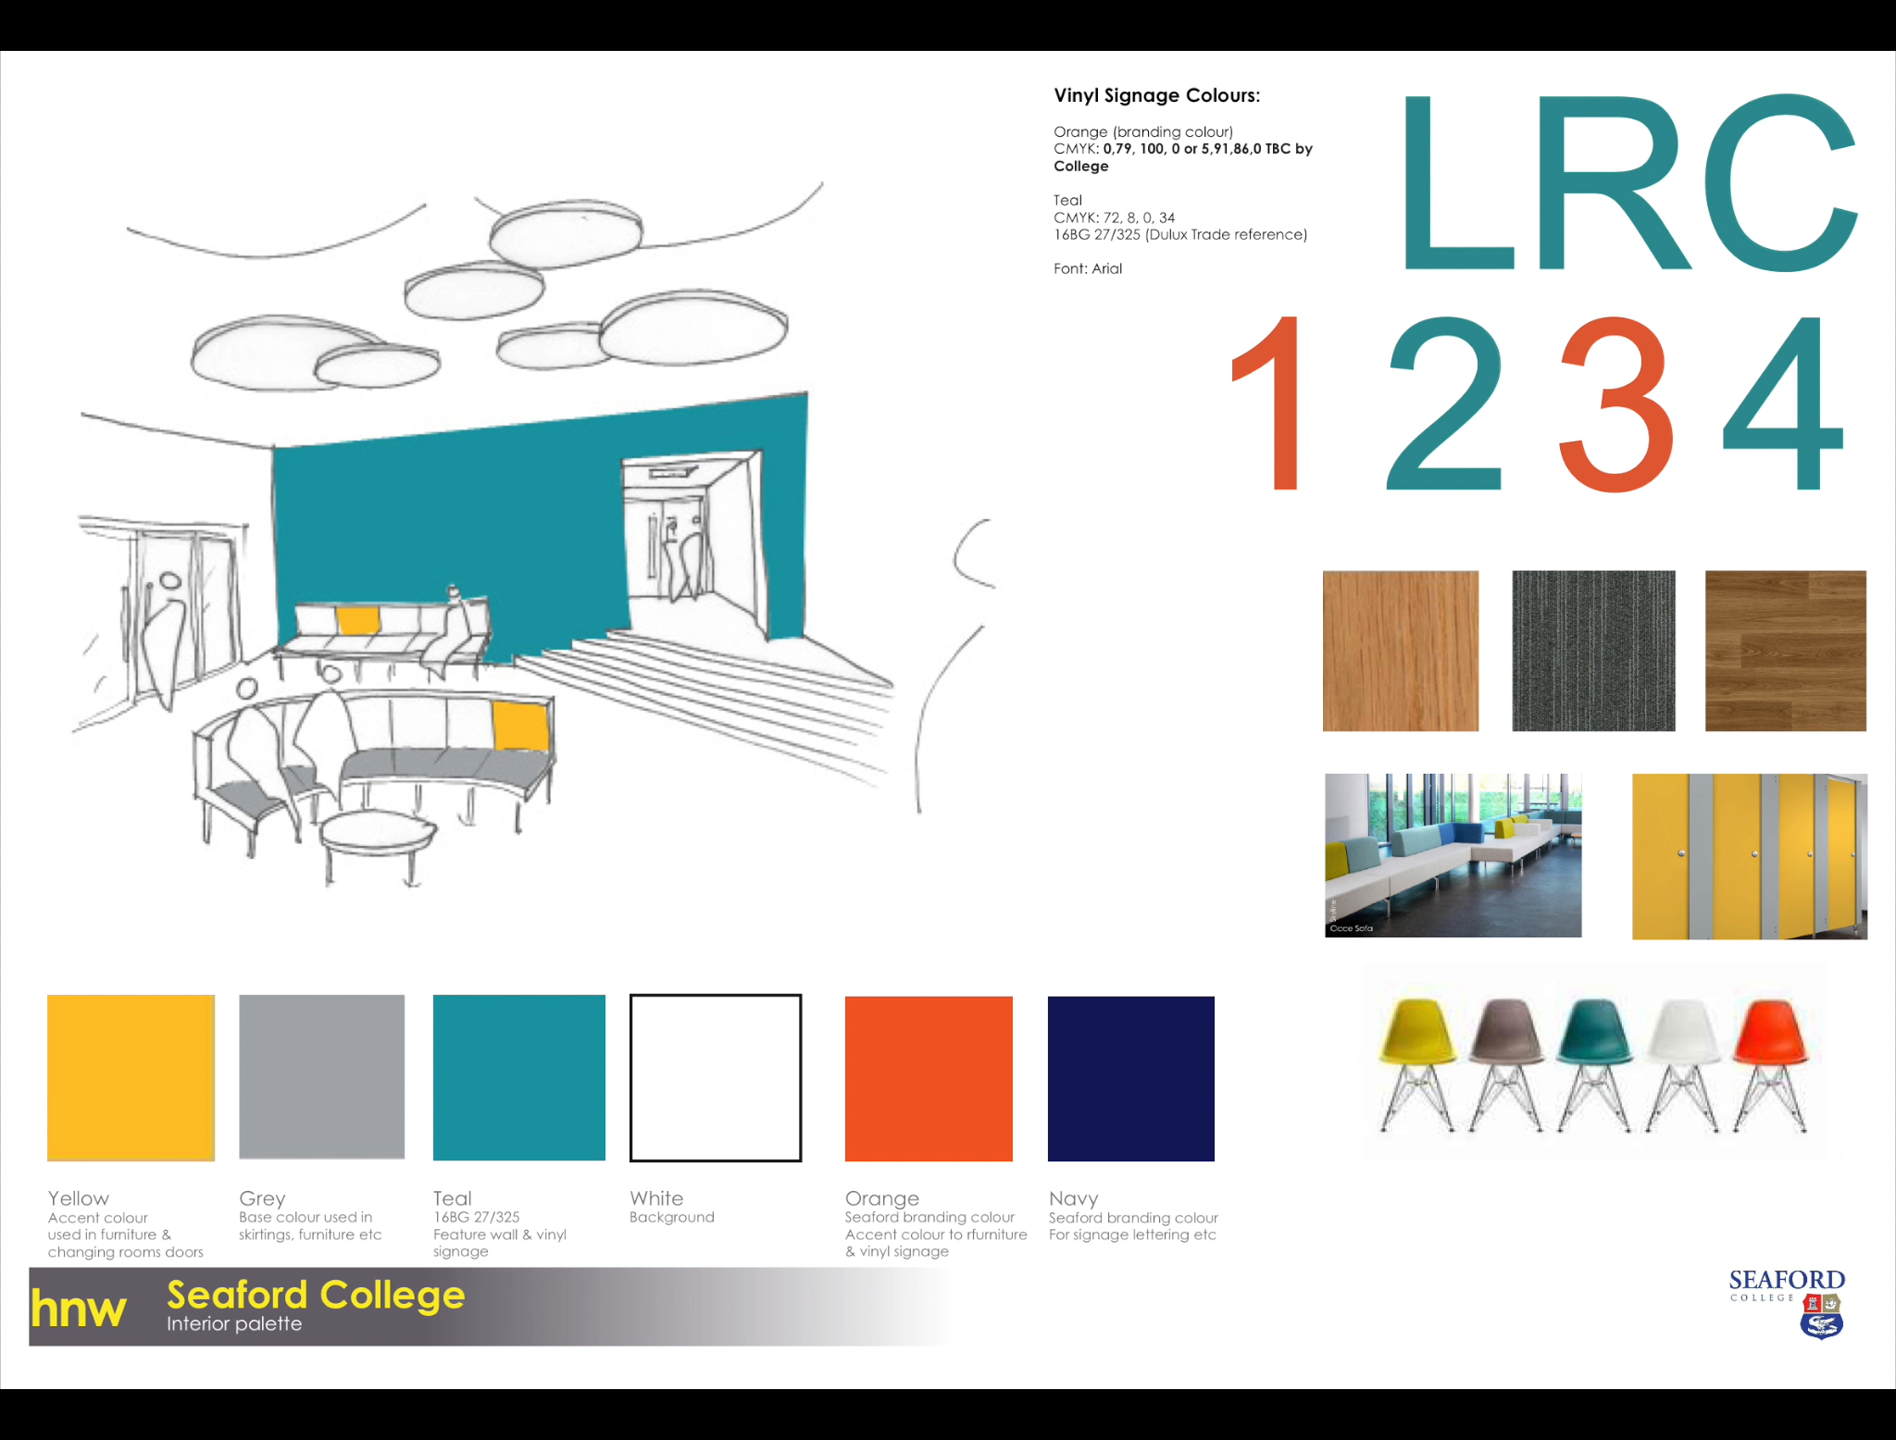 Vinyl Signage Colours:
Orange (branding colour)
CMYK: 0,79, 100, 0 or 5,91,86,0 TBC by
College
Teal
CMYK: 72, 8, 0, 34
16BG 27/325 (Dulux Trade reference)
Font: Arial
LRC
1 2 3 4
Skyline
Occe Sofa
Yellow
Accent colour
used in furniture &
changing rooms doors
Grey
Base colour used in
skirtings, furniture etc
Teal
16BG 27/325
Feature wall & vinyl
signage
White
Background
Orange
Seaford branding colour
Accent colour to rfurniture
& vinyl signage
Navy
Seaford branding colour
For signage lettering etc
hnw
Seaford College
Interior palette
SEAFORD
COLLEGE